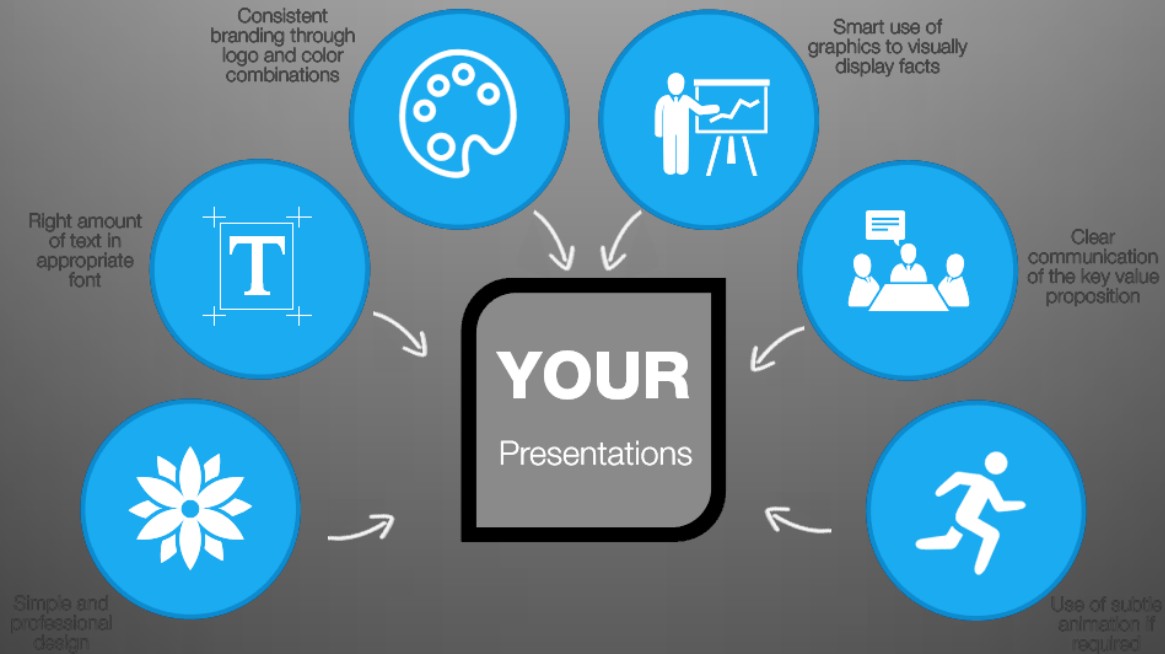 Consistent
branding through
logo and color
combinations
Smart use of
graphics to visually
display facts
Right amount
of text in
appropriate
font
T
Clear
communication
of the key value
proposition
YOUR
Presentations
Simple and
professional
design
Use of subtle
animation if
required